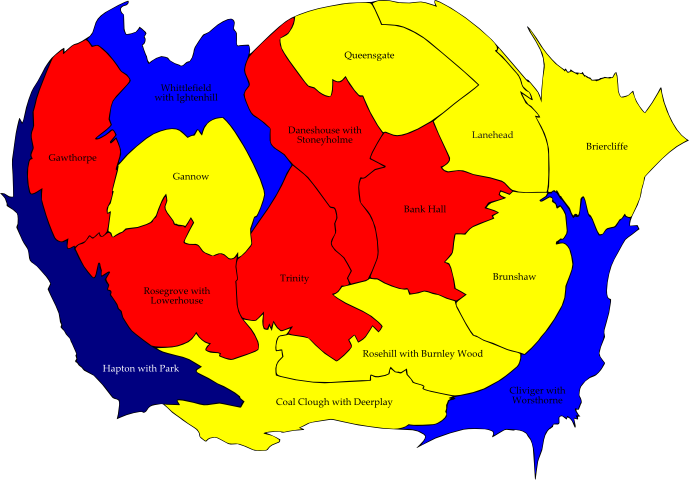 Queensgate
Whittlefield
with Ightenhill
Daneshouse with
Stoneyholme
Lanehead
Briercliffe
Gawthorpe
Gannow
Bank Hall
Trinity
Brunshaw
Rosegrove with
Lowerhouse
Rosehill with Burnley Wood
Hapton with Park
Cliviger with
Worsthorne
Coal Clough with Deerplay